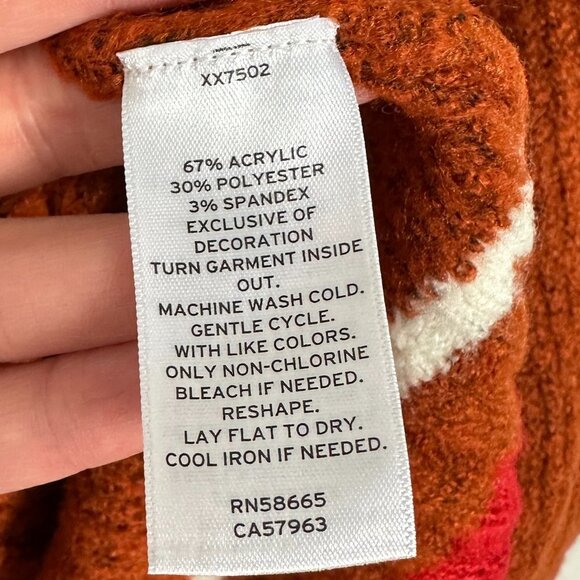 XX7502
67% ACRYLIC
30% POLYESTER
3% SPANDEX
EXCLUSIVE OF
DECORATION
TURN GARMENT INSIDE
OUT.
MACHINE WASH COLD.
GENTLE CYCLE.
WITH LIKE COLORS.
ONLY NON-CHLORINE
BLEACH IF NEEDED.
RESHAPE.
LAY FLAT TO DRY.
COOL IRON IF NEEDED.
RN58665
CA57963